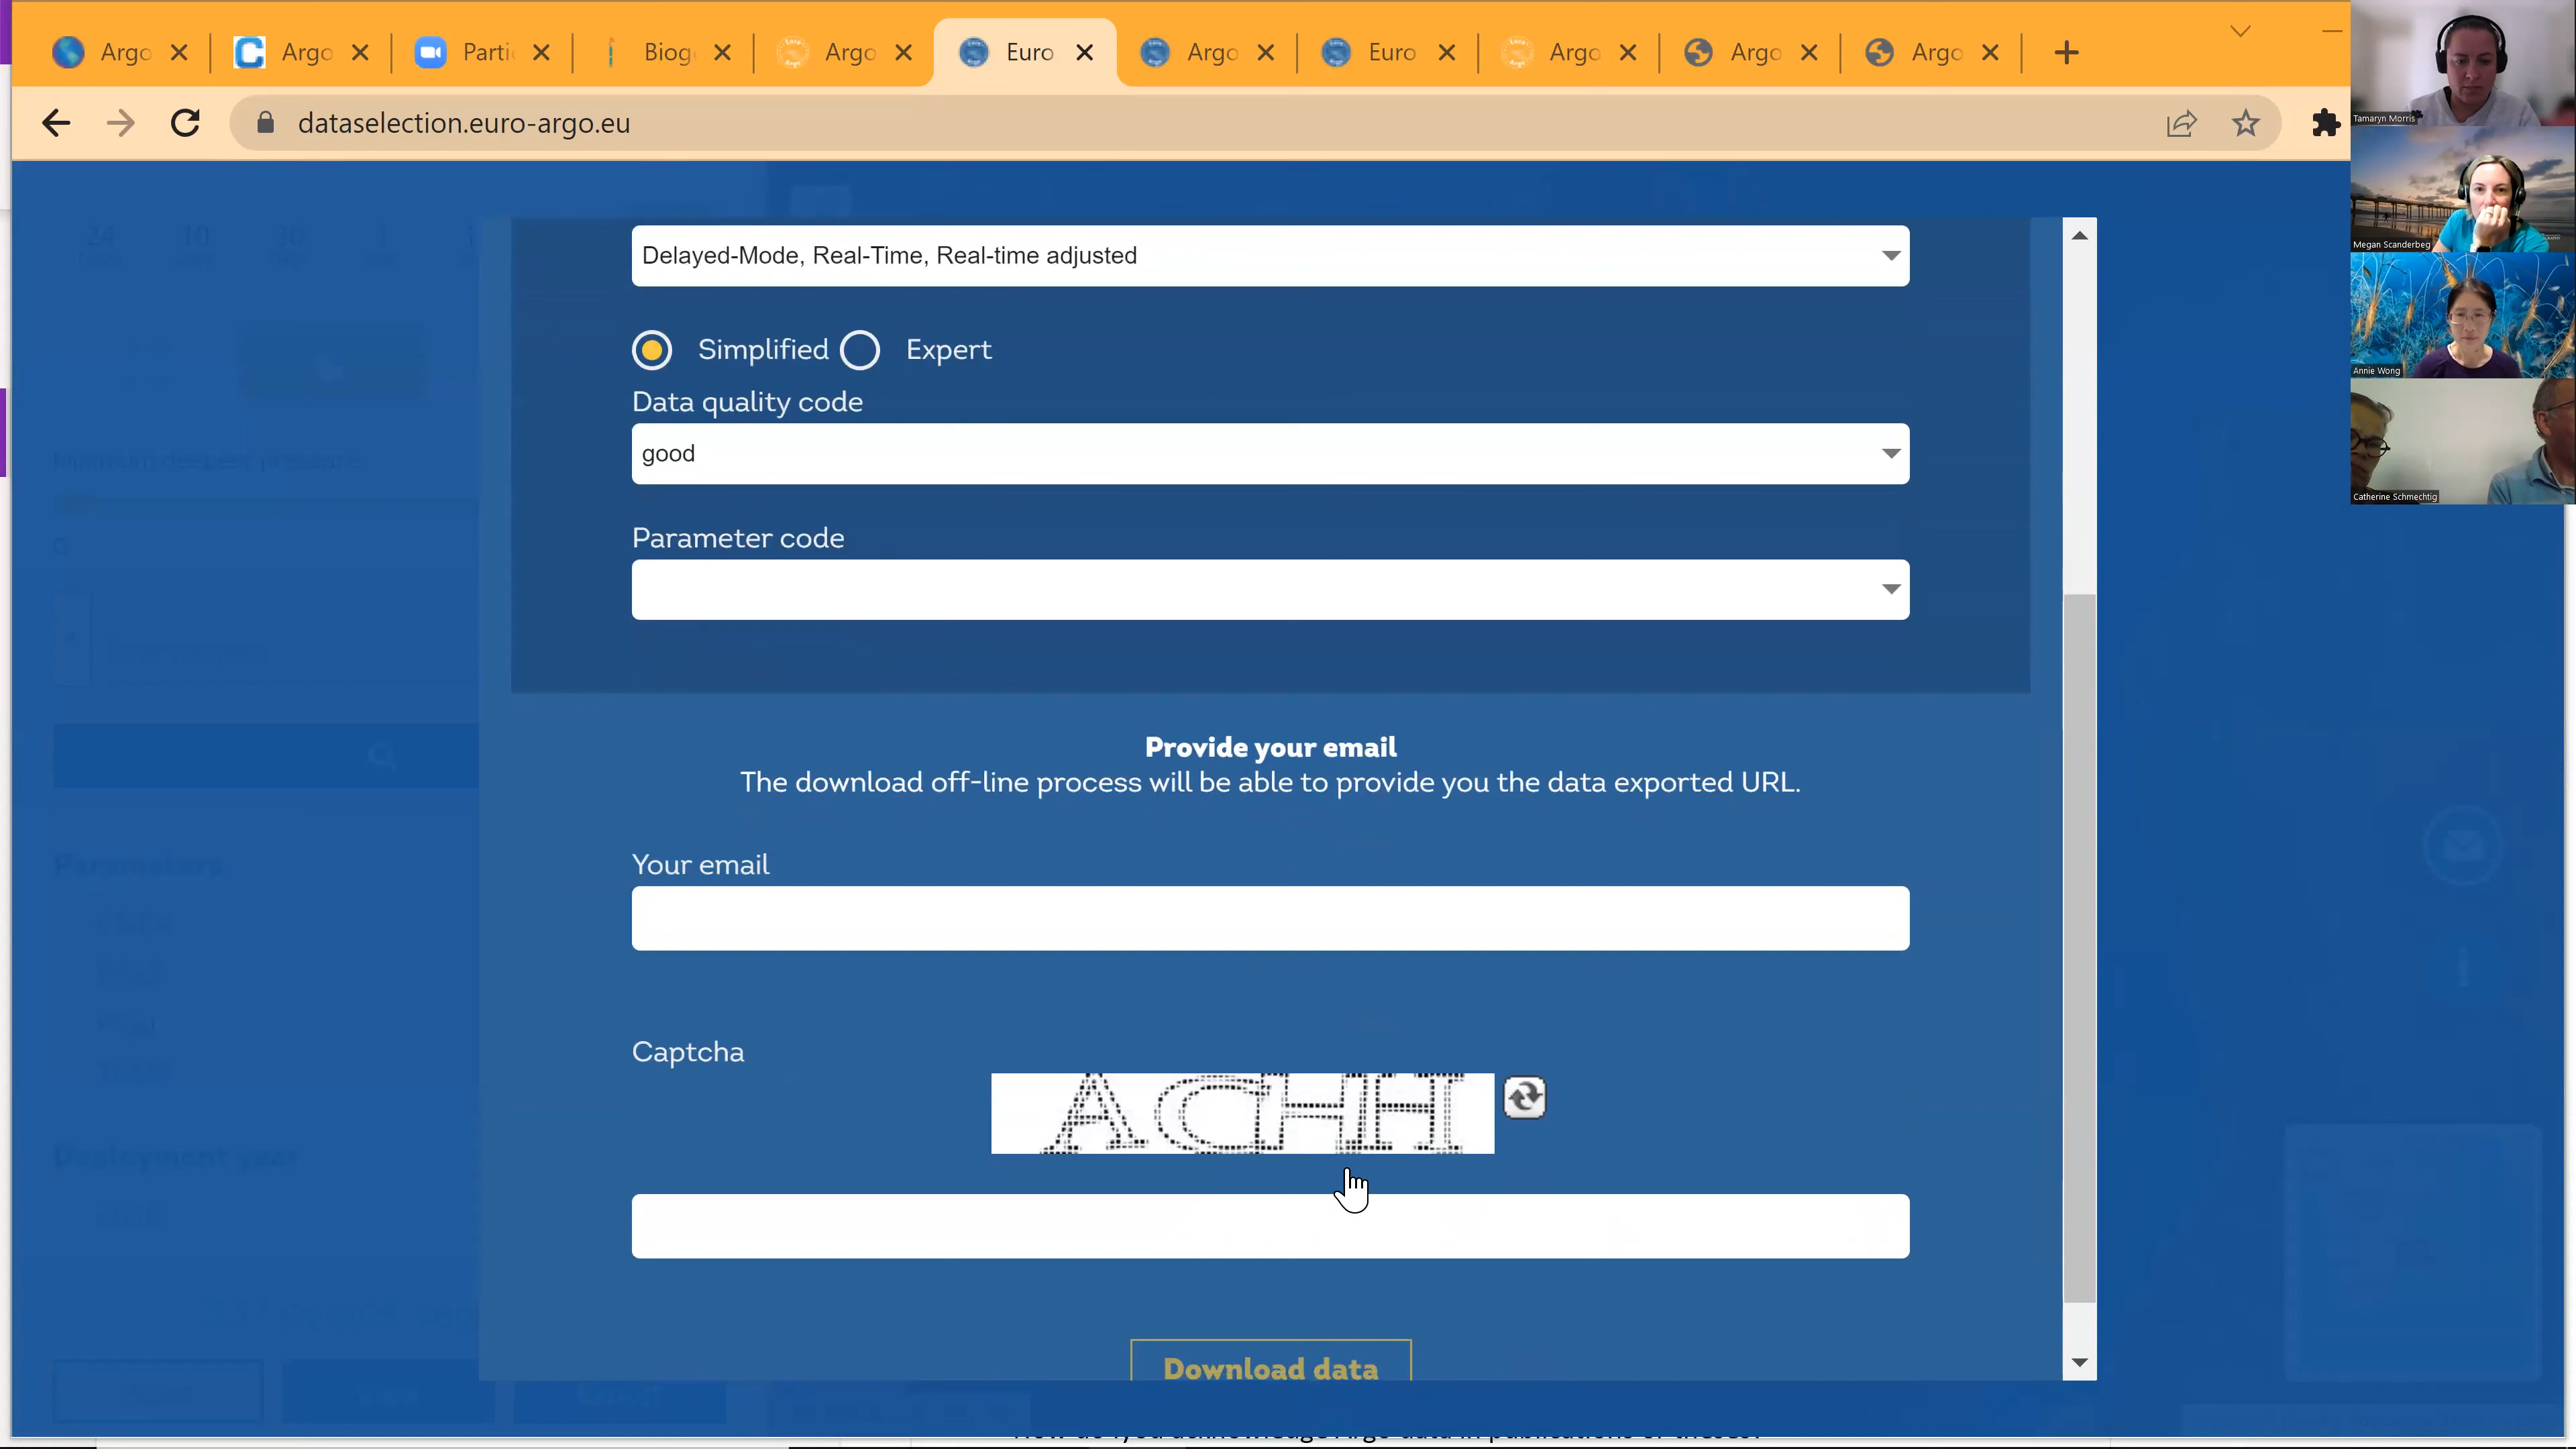 Argo
Argo
Parti
Biog
Argo
Euro
Argo
Euro
Argo
Argo
Argo
dataselection.euro-argo.eu
Tamaryn Morris
Megan Scanderbeg
Annie Wong
Catherine Schmechtig
Delayed-Mode, Real-Time, Real-time adjusted
Simplified Expert
Data quality code
good
Parameter code
Provide your email
The download off-line process will be able to provide you the data exported URL.
Your email
Captcha
Download data
Parameters
Deployment year